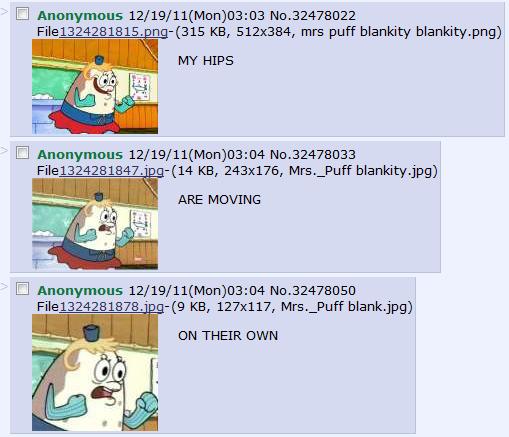 Anonymous 12/19/11(Mon)03:03 No.32478022
File1324281815.png-(315 KB, 512x384, mrs puff blankity blankity.png)
MY HIPS
Anonymous 12/19/11(Mon)03:04 No.32478033
File1324281847.jpg-(14 KB, 243x176, Mrs._Puff blankity.jpg)
ARE MOVING
Anonymous 12/19/11(Mon)03:04 No.32478050
File1324281878.jpg-(9 KB, 127x117, Mrs._Puff blank.jpg)
ON THEIR OWN